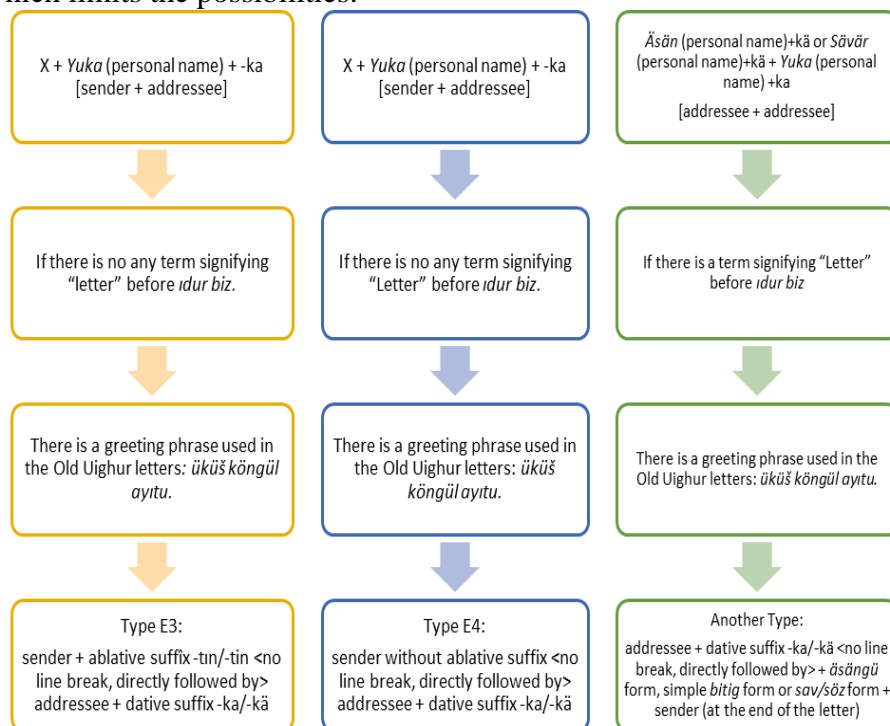 X + Yuka (personal name) + -ka
[sender + addressee]
If there is no any term signifying
“letter” before ıdur biz.
There is a greeting phrase used in
the Old Uighur letters: üküš köngül
ayıtu.
Type E3:
sender + ablative suffix -tın/-tin <no
line break, directly followed by>
addressee + dative suffix -ka/-kä
X + Yuka (personal name) + -ka
[sender + addressee]
If there is no any term signifying
“Letter” before ıdur biz.
There is a greeting phrase used in
the Old Uighur letters: üküš
köngül ayıtu.
Type E4:
sender without ablative suffix <no
line break, directly followed by>
addressee + dative suffix -ka/-kä
Äsän (personal name)+kä or Sävär
(personal name)+kä + Yuka (personal
name) +ka
[addressee + addressee]
If there is a term signifying “Letter”
before ıdur biz
There is a greeting phrase used in the
Old Uighur letters: üküš köngül ayıtu.
Another Type:
addressee + dative suffix -ka/-kä <no line
break, directly followed by> + äsängü
form, simple bitig form or sav/söz form +
sender (at the end of the letter)